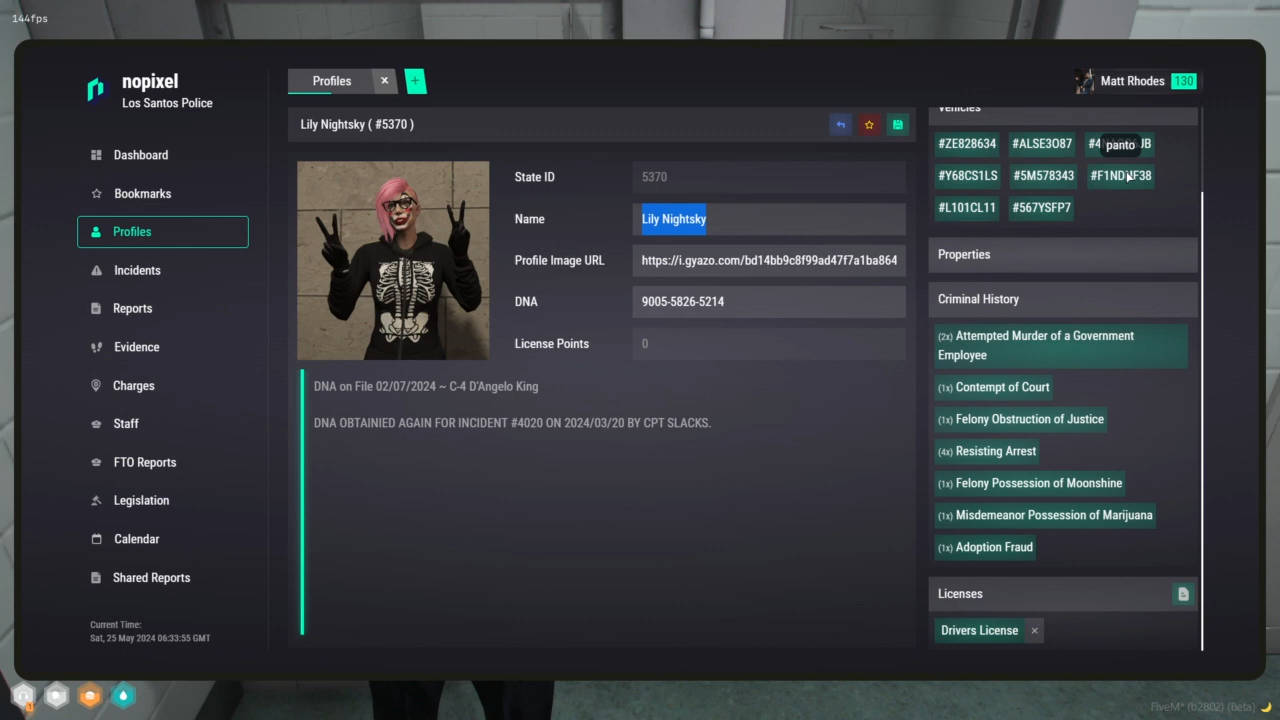 144fps
nopixel
Los Santos Police
Dashboard
Bookmarks
Profiles
Incidents
Reports
Evidence
Charges
Staff
FTO Reports
Legislation
Calendar
Shared Reports
Current Time:
Sat, 25 May 2024 06:33:55 GMT
Profiles
Matt Rhodes 130
Lily Nightsky ( #5370 )
State ID 5370
Name Lily Nightsky
Profile Image URL https://i.gyazo.com/bd14bb9c8f99ad47f7a1ba864
DNA 9005-5826-5214
License Points 0
DNA on File 02/07/2024 ~ C-4 D'Angelo King
DNA OBTAINIED AGAIN FOR INCIDENT #4020 ON 2024/03/20 BY CPT SLACKS.
Vehicles
#ZE828634 #ALSE3O87
panto
#Y68CS1LS #5M578343
#L101CL11 #567YSFP7
Properties
Criminal History
(2x) Attempted Murder of a Government
Employee
(1x) Contempt of Court
(1x) Felony Obstruction of Justice
(4x) Resisting Arrest
(1x) Felony Possession of Moonshine
(1x) Misdemeanor Possession of Marijuana
(1x) Adoption Fraud
Licenses
Drivers License
FiveM* (b2802) (Beta)